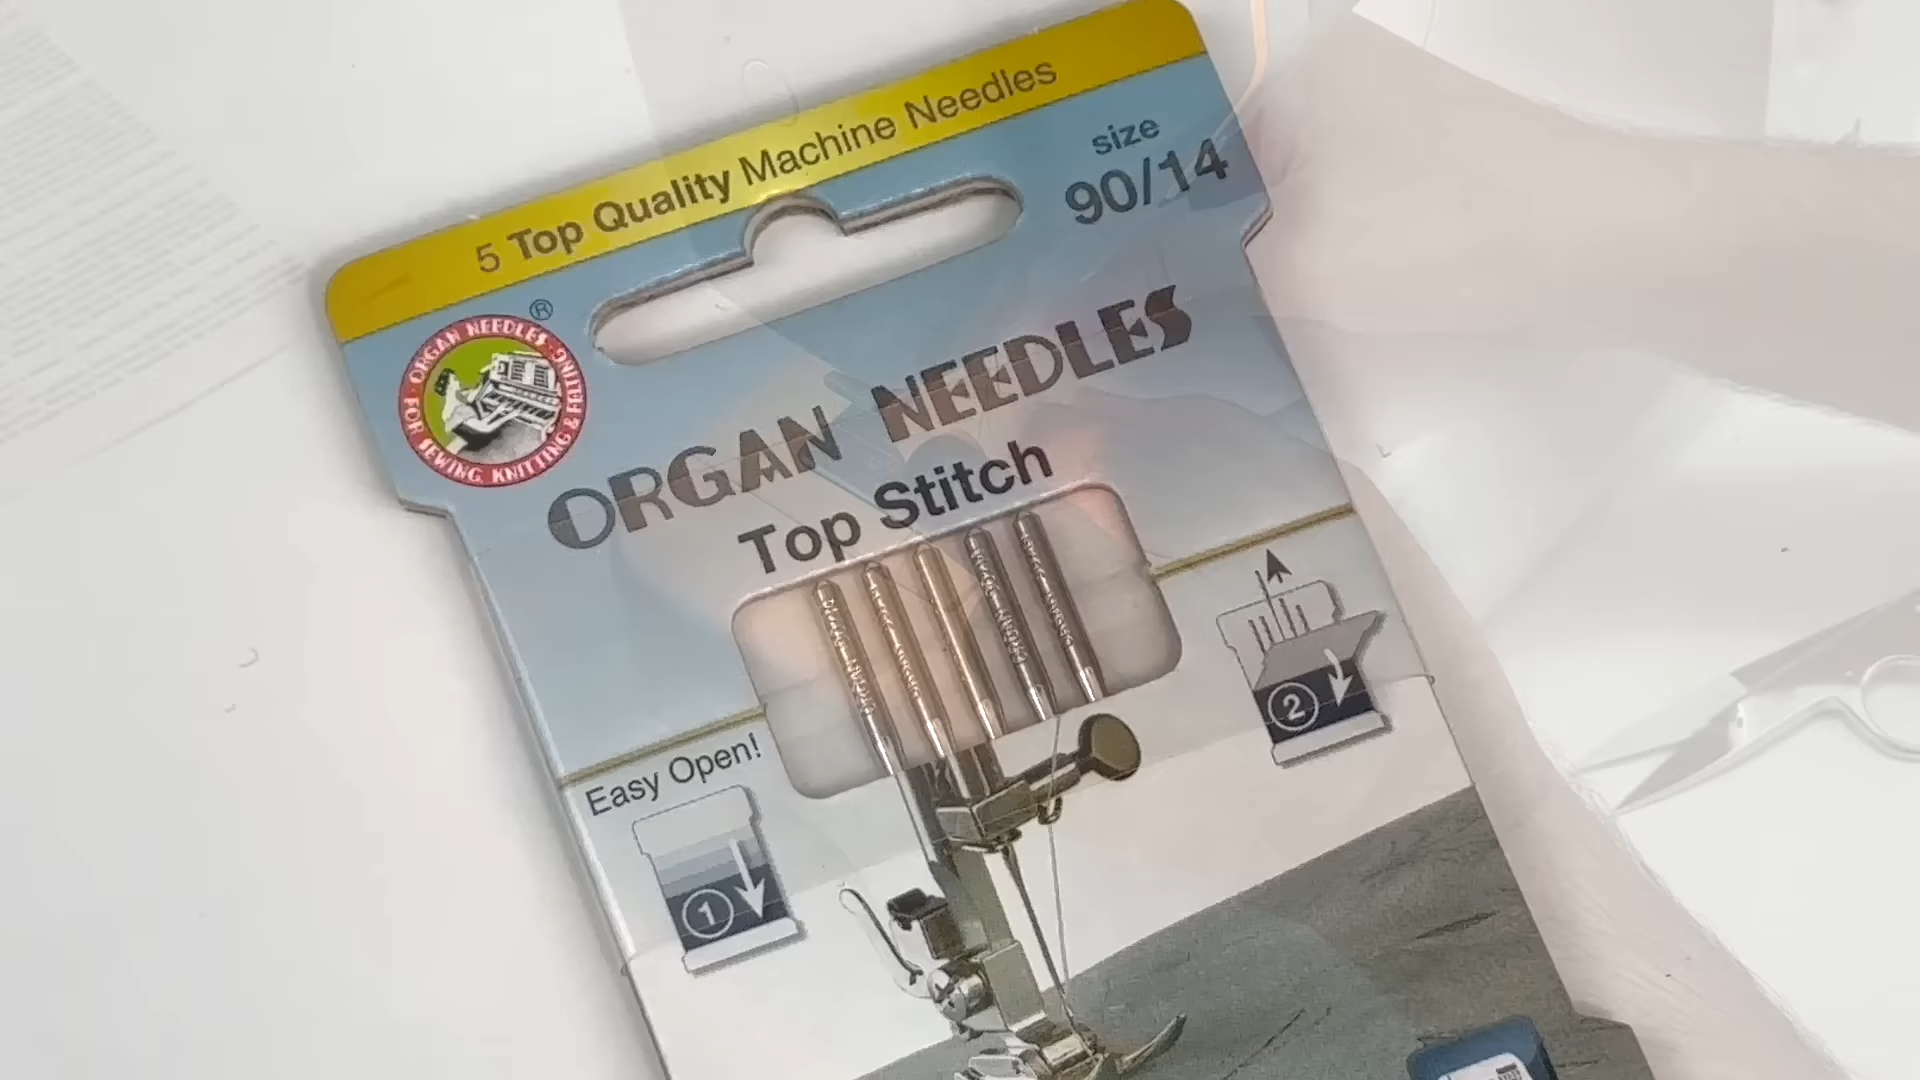 5 Top Quality Machine Needles
size
90/14
®
ORGAN NEEDLES
FOR SEWING, KNITTING & FELTING
ORGAN NEEDLES
Top Stitch
Easy Open!
1
2